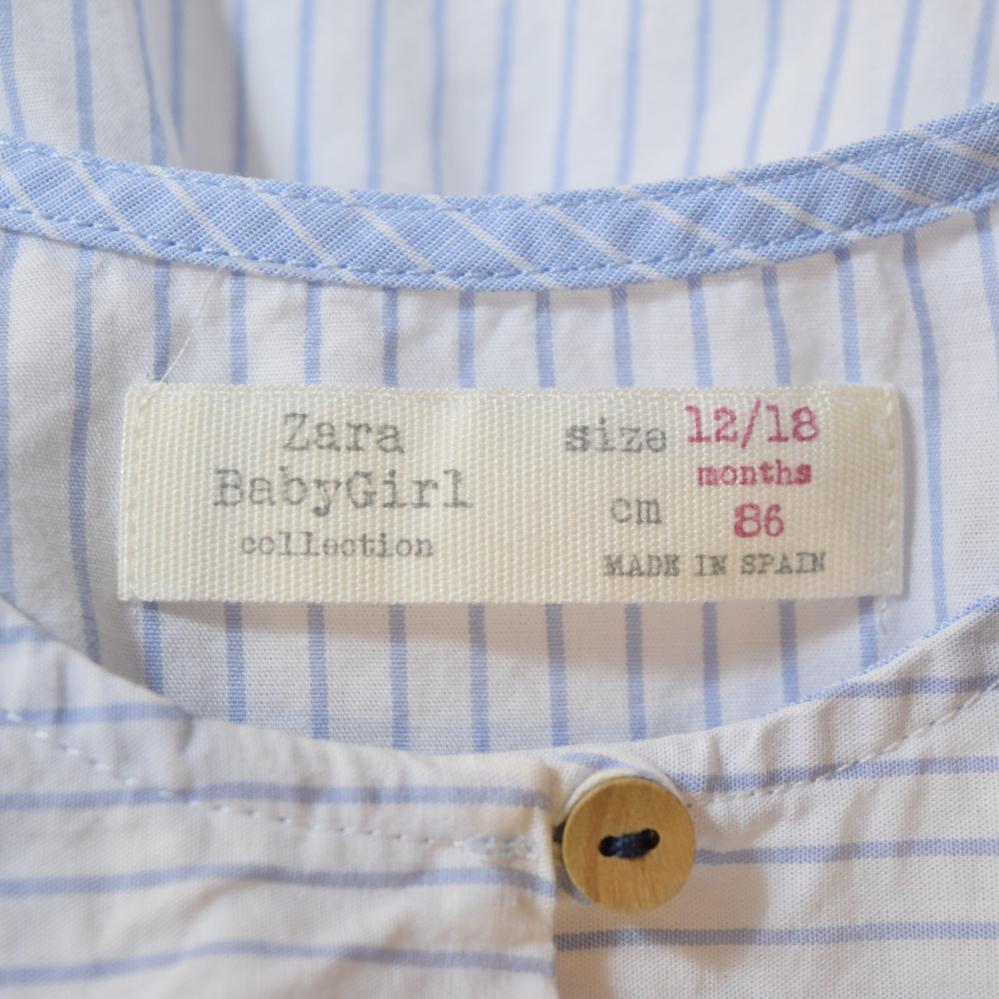 Zara
BabyGirl
collection
size 12/18
months
cm 86
MADE IN SPAIN